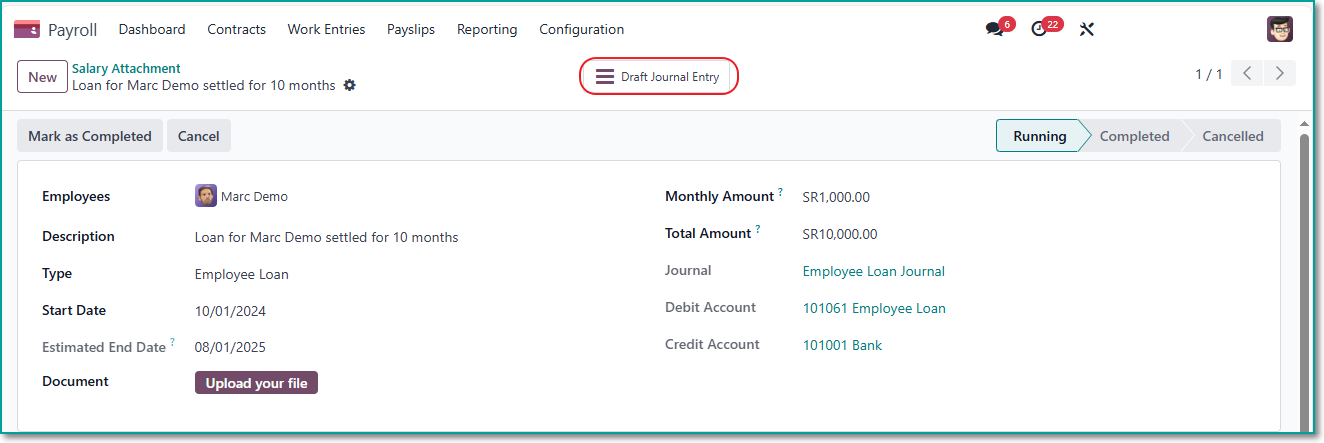 Payroll Dashboard Contracts Work Entries Payslips Reporting Configuration 6 22
New Salary Attachment
Loan for Marc Demo settled for 10 months
Draft Journal Entry
1 / 1
Mark as Completed Cancel Running Completed Cancelled
Employees Marc Demo
Description Loan for Marc Demo settled for 10 months
Type Employee Loan
Start Date 10/01/2024
Estimated End Date ? 08/01/2025
Document Upload your file
Monthly Amount ? SR1,000.00
Total Amount ? SR10,000.00
Journal Employee Loan Journal
Debit Account 101061 Employee Loan
Credit Account 101001 Bank